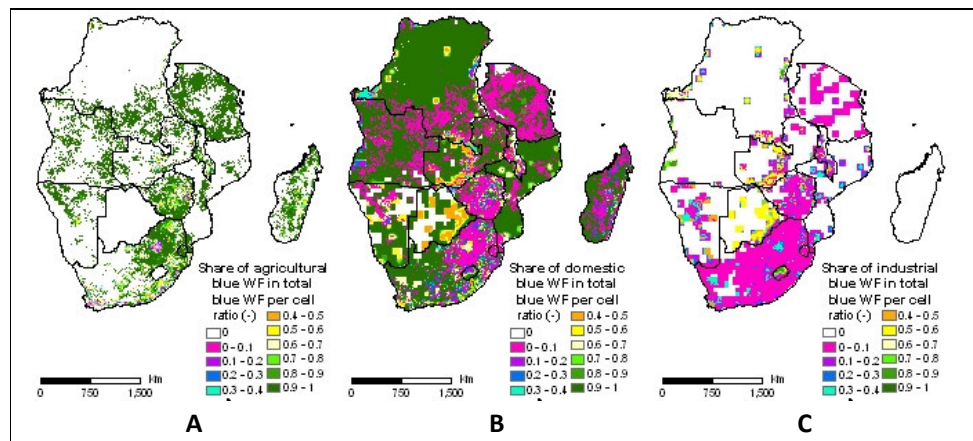 Share of agricultural
blue WF in total
blue WF per cell
ratio (-)
0
0 - 0.1
0.1 - 0.2
0.2 - 0.3
0.3 - 0.4
0.4 - 0.5
0.5 - 0.6
0.6 - 0.7
0.7 - 0.8
0.8 - 0.9
0.9 - 1
0 750 1,500
km
A
Share of domestic
blue WF in total
blue WF per cell
ratio (-)
0
0 - 0.1
0.1 - 0.2
0.2 - 0.3
0.3 - 0.4
0.4 - 0.5
0.5 - 0.6
0.6 - 0.7
0.7 - 0.8
0.8 - 0.9
0.9 - 1
0 750 1,500
km
B
Share of industrial
blue WF in total
blue WF per cell
ratio (-)
0
0 - 0.1
0.1 - 0.2
0.2 - 0.3
0.3 - 0.4
0.4 - 0.5
0.5 - 0.6
0.6 - 0.7
0.7 - 0.8
0.8 - 0.9
0.9 - 1
0 750 1,500
km
C